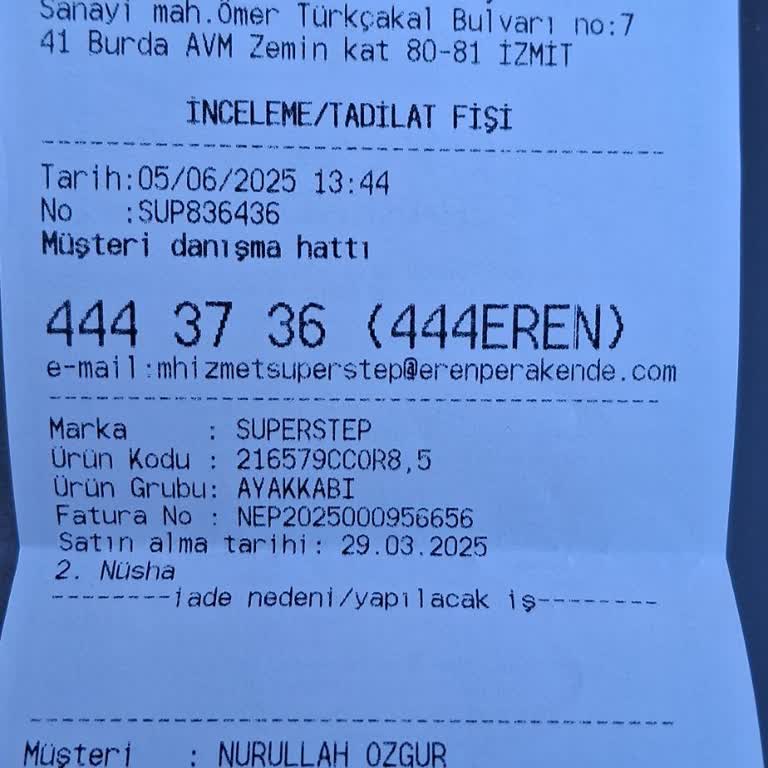 Sanayi mah.Ömer Türkçakal Bulvarı no:7
41 Burda AVM Zemin kat 80-81 İZMİT
İNCELEME/TADİLAT FİŞİ
Tarih:05/06/2025 13:44
No :SUP836436
Müşteri danışma hattı
444 37 36 (444EREN)
e-mail:mhizmetsuperstep@erenperakende.com
Marka : SUPERSTEP
Ürün Kodu : 216579CCOR8,5
Ürün Grubu: AYAKKABI
Fatura No : NEP2025000956656
Satın alma tarihi: 29.03.2025
2. Nüsha
--------iade nedeni/yapılacak iş--------
Müşteri : NURULLAH OZGUR